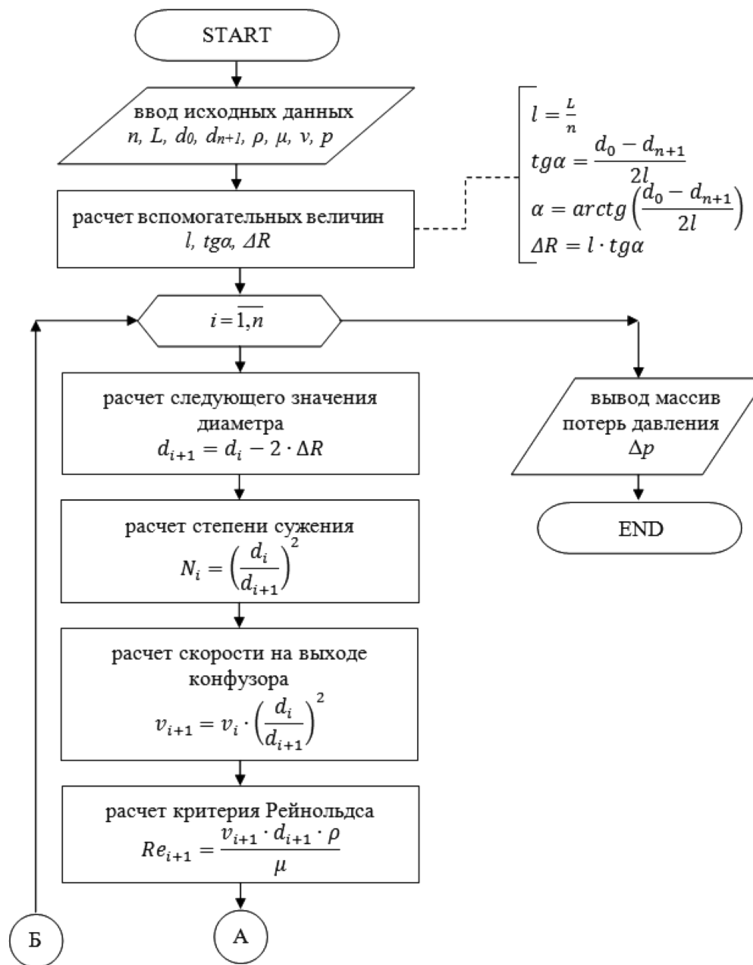 START
ввод исходных данных
n, L, d₀, dₙ₊₁, ρ, μ, ν, p
расчет вспомогательных величин
l, tgα, ΔR
l = L/n
tgα = (d₀ − dₙ₊₁)/2l
α = arctg((d₀ − dₙ₊₁)/2l)
ΔR = l · tgα
i = 1,n
расчет следующего значения
диаметра
dᵢ₊₁ = dᵢ − 2 · ΔR
вывод массив
потерь давления
Δp
END
расчет степени сужения
Nᵢ = (dᵢ/dᵢ₊₁)²
расчет скорости на выходе
конфузора
vᵢ₊₁ = vᵢ · (dᵢ/dᵢ₊₁)²
расчет критерия Рейнольдса
Reᵢ₊₁ = (vᵢ₊₁ · dᵢ₊₁ · ρ)/μ
Б
А